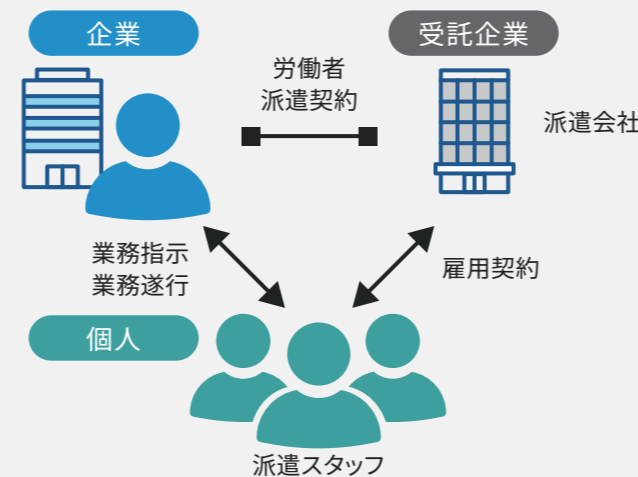 企業
受託企業
労働者
派遣契約
派遣会社
業務指示
業務遂行
雇用契約
個人
派遣スタッフ